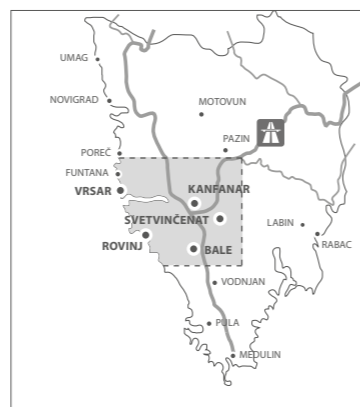 UMAG
NOVIGRAD
MOTOVUN
PAZIN
POREČ
FUNTANA
VRSAR
KANFANAR
SVETVINČENAT
LABIN
RABAC
ROVINJ
BALE
VODNJAN
PULA
MEDULIN